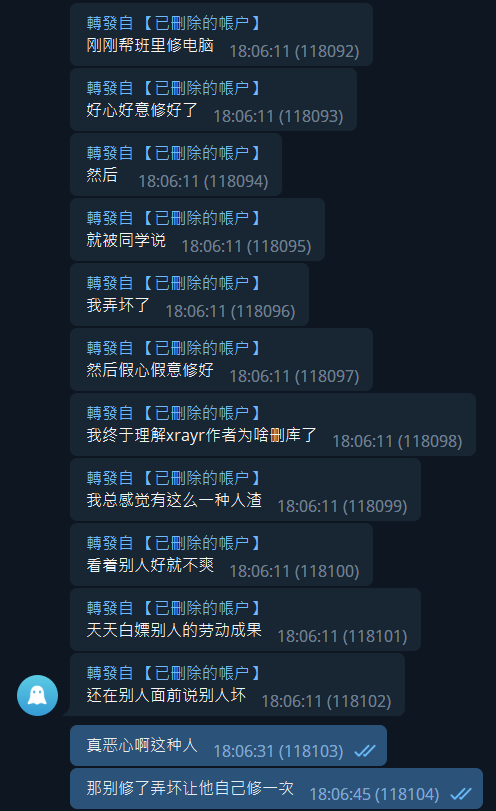 轉發自 【已刪除的帳户】
刚刚帮班里修电脑 18:06:11 (118092)
轉發自 【已刪除的帳户】
好心好意修好了 18:06:11 (118093)
轉發自 【已刪除的帳户】
然后 18:06:11 (118094)
轉發自 【已刪除的帳户】
就被同学说 18:06:11 (118095)
轉發自 【已刪除的帳户】
我弄坏了 18:06:11 (118096)
轉發自 【已刪除的帳户】
然后假心假意修好 18:06:11 (118097)
轉發自 【已刪除的帳户】
我终于理解xrayr作者为啥删库了 18:06:11 (118098)
轉發自 【已刪除的帳户】
我总感觉有这么一种人渣 18:06:11 (118099)
轉發自 【已刪除的帳户】
看着别人好就不爽 18:06:11 (118100)
轉發自 【已刪除的帳户】
天天白嫖别人的劳动成果 18:06:11 (118101)
轉發自 【已刪除的帳户】
还在别人面前说别人坏 18:06:11 (118102)
真恶心啊这种人 18:06:31 (118103)
那别修了弄坏让他自己修一次 18:06:45 (118104)